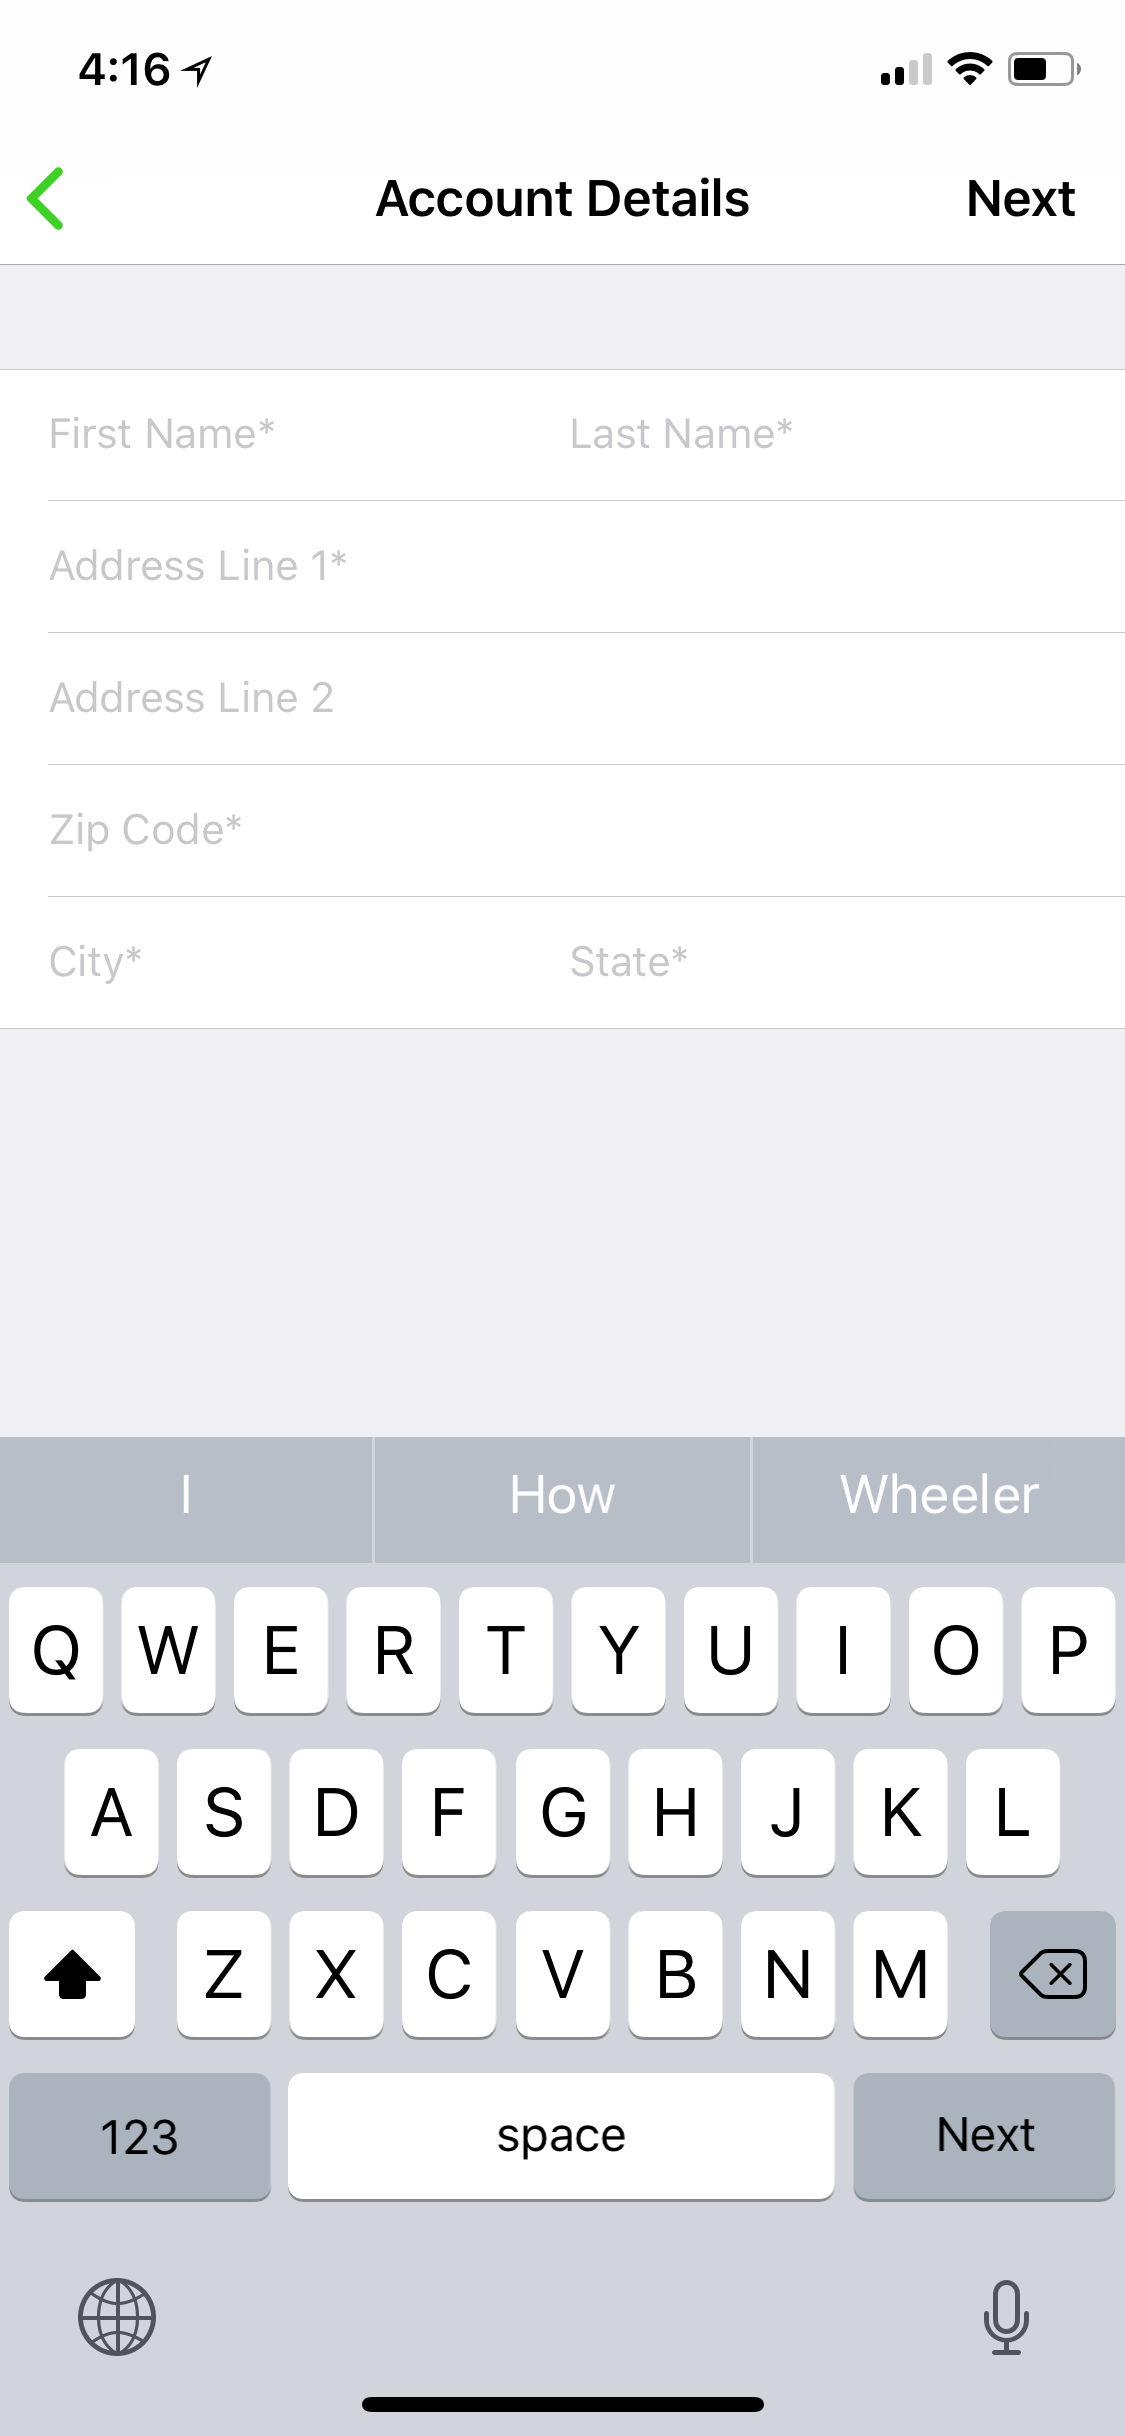 4:16
Account Details Next
First Name* Last Name*
Address Line 1*
Address Line 2
Zip Code*
City* State*
I How Wheeler
Q W E R T Y U I O P
A S D F G H J K L
Z X C V B N M
123 space Next